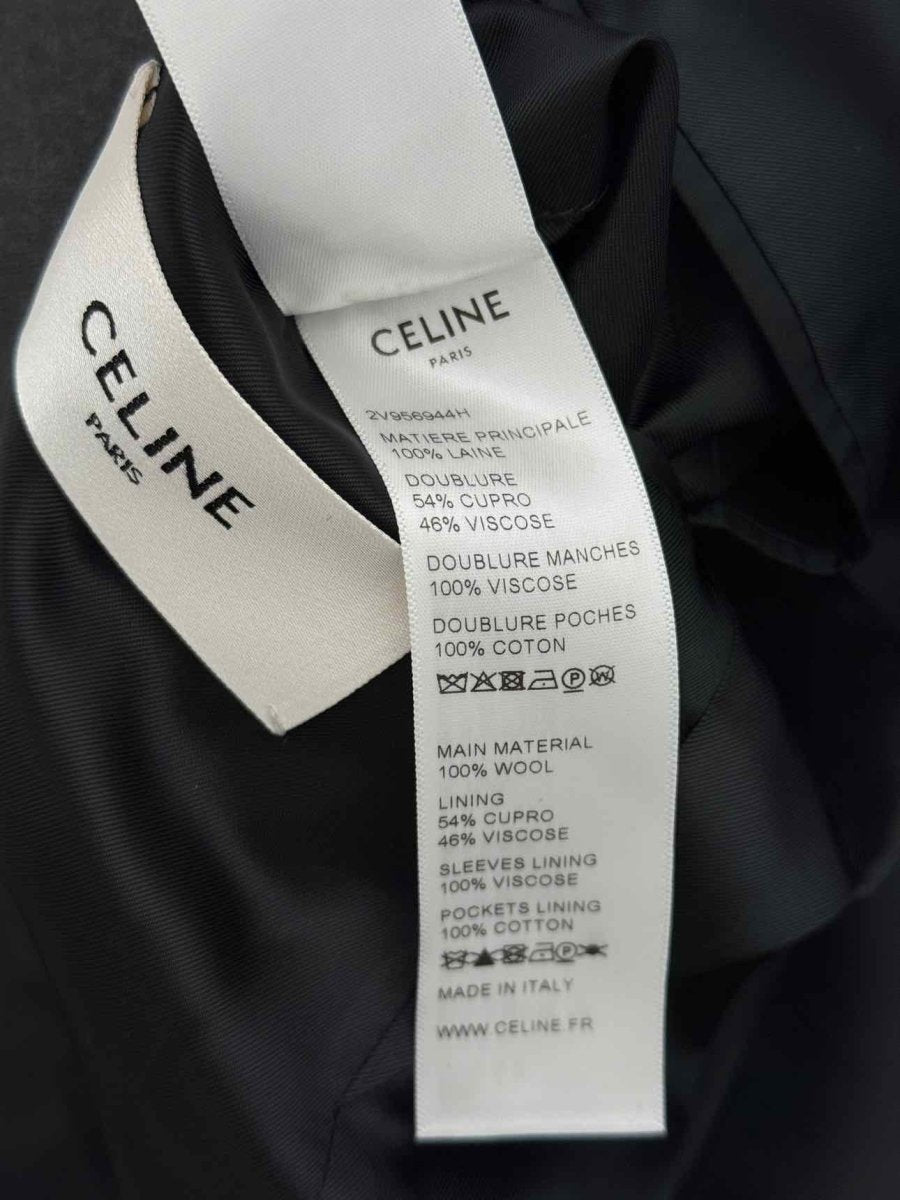 CELINE
PARIS
CELINE
PARIS
2V956944H
MATIERE PRINCIPALE
100% LAINE
DOUBLURE
54% CUPRO
46% VISCOSE
DOUBLURE MANCHES
100% VISCOSE
DOUBLURE POCHES
100% COTON
MAIN MATERIAL
100% WOOL
LINING
54% CUPRO
46% VISCOSE
SLEEVES LINING
100% VISCOSE
POCKETS LINING
100% COTTON
MADE IN ITALY
WWW.CELINE.FR